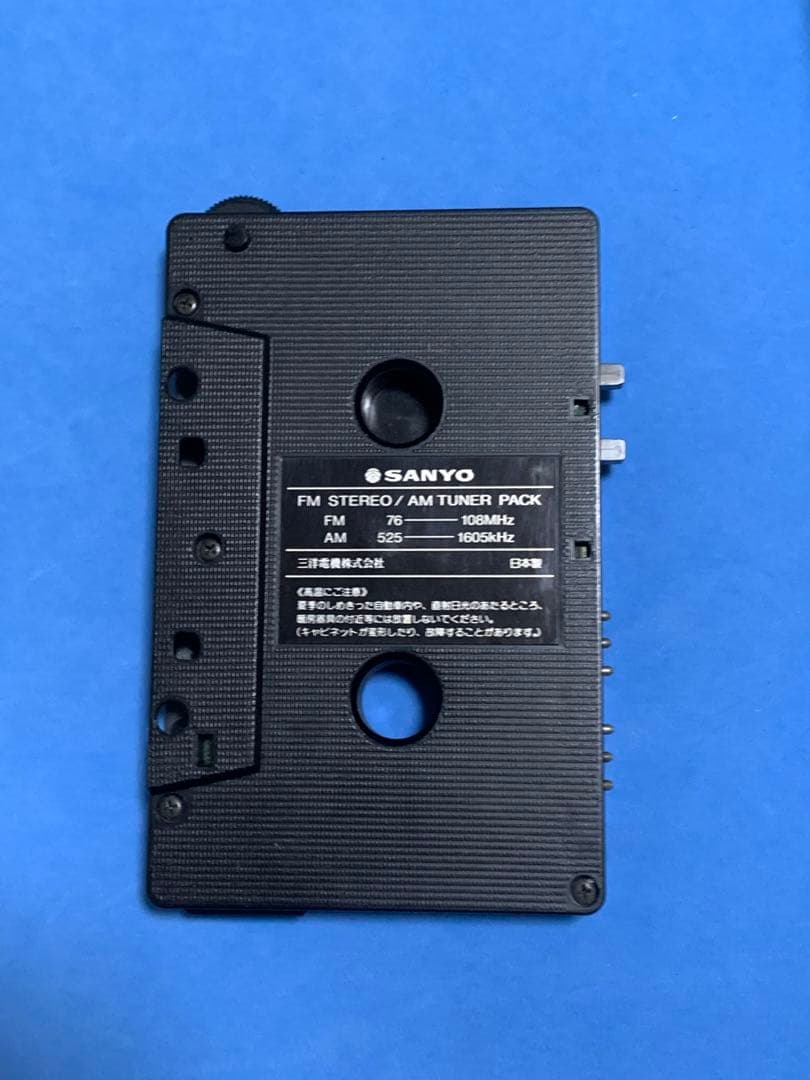 SANYO
FM STEREO/AM TUNER PACK
FM 76——108MHz
AM 525——1605kHz
三洋電機株式会社 日本製
《高温にご注意》
夏季のしめきった自動車内や、直射日光のあたるところ、
暖房器具の付近等には放置しないでください。
(キャビネットが変形したり、故障することがあります。)